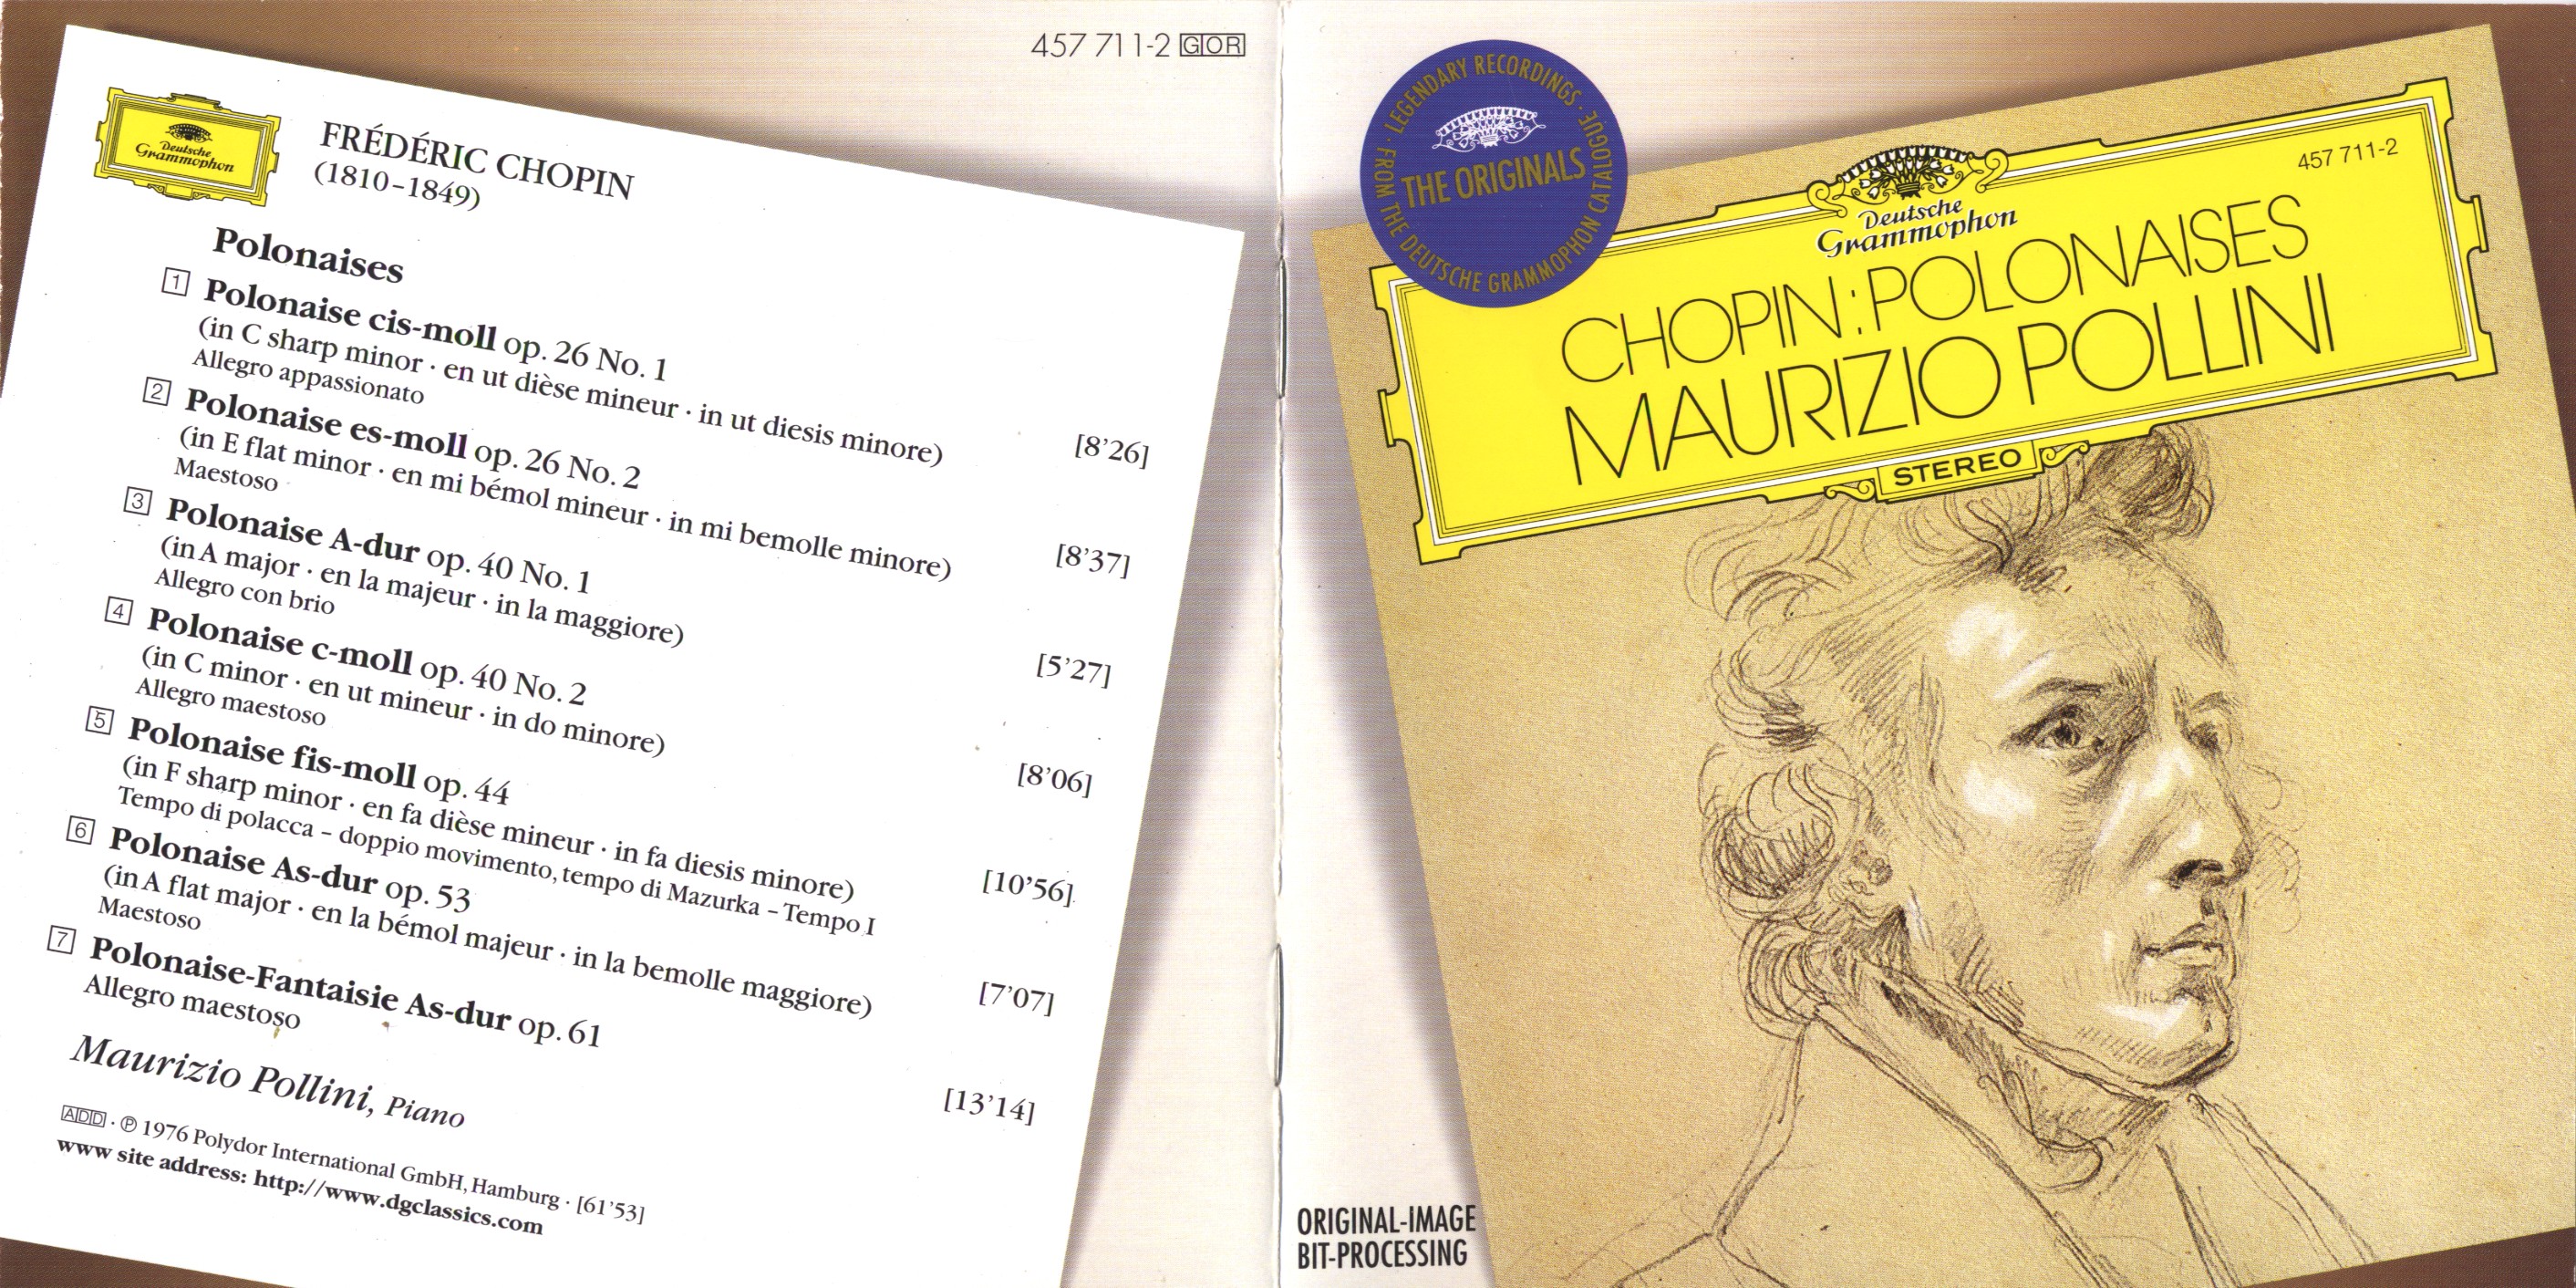 457 711-2 GOR
Deutsche
Grammophon
FRÉDÉRIC CHOPIN
(1810–1849)
Polonaises
1 Polonaise cis-moll op. 26 No. 1
(in C sharp minor · en ut dièse mineur · in ut diesis minore) [8’26]
Allegro appassionato
2 Polonaise es-moll op. 26 No. 2
(in E flat minor · en mi bémol mineur · in mi bemolle minore) [8’37]
Maestoso
3 Polonaise A-dur op. 40 No. 1
(in A major · en la majeur · in la maggiore) [5’27]
Allegro con brio
4 Polonaise c-moll op. 40 No. 2
(in C minor · en ut mineur · in do minore) [8’06]
Allegro maestoso
5 Polonaise fis-moll op. 44
(in F sharp minor · en fa dièse mineur · in fa diesis minore) [10’56]
Tempo di polacca – doppio movimento, tempo di Mazurka – Tempo I
6 Polonaise As-dur op. 53
(in A flat major · en la bémol majeur · in la bemolle maggiore) [7’07]
Maestoso
7 Polonaise-Fantaisie As-dur op. 61 [13’14]
Allegro maestoso
Maurizio Pollini, Piano
ADD · ℗ 1976 Polydor International GmbH, Hamburg · [61’53]
www site address: http://www.dgclassics.com
LEGENDARY RECORDINGS · FROM THE DEUTSCHE GRAMMOPHON CATALOGUE ·
THE ORIGINALS
457 711-2
Deutsche
Grammophon
CHOPIN: POLONAISES
MAURIZIO POLLINI
STEREO
ORIGINAL-IMAGE
BIT-PROCESSING